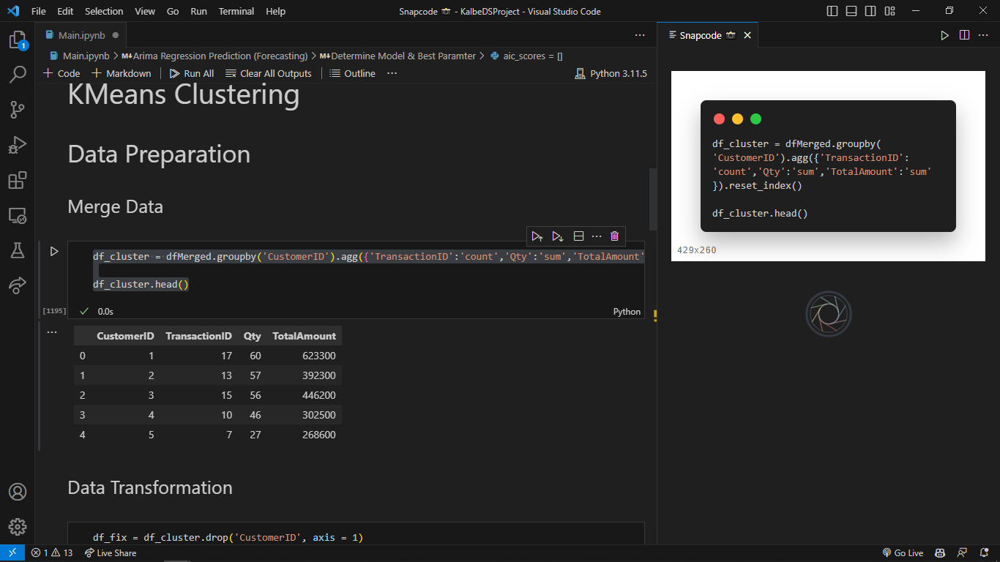 File Edit Selection View Go Run Terminal Help
Snapcode 📸 - KalbeDSProject - Visual Studio Code
Main.ipynb
Snapcode 📸
Main.ipynb > Arima Regression Prediction (Forecasting) > Determine Model & Best Paramter > aic_scores = []
+ Code + Markdown Run All Clear All Outputs Outline ... Python 3.11.5
1
KMeans Clustering
Data Preparation
Merge Data
df_cluster = dfMerged.groupby('CustomerID').agg({'TransactionID':'count','Qty':'sum','TotalAmount'
df_cluster.head()
[1195] 0.0s Python
CustomerID TransactionID Qty TotalAmount
0 1 17 60 623300
1 2 13 57 392300
2 3 15 56 446200
3 4 10 46 302500
4 5 7 27 268600
Data Transformation
df_fix = df_cluster.drop('CustomerID', axis = 1)
df_cluster = dfMerged.groupby(
'CustomerID').agg({'TransactionID':
'count','Qty':'sum','TotalAmount':'sum'
}).reset_index()
df_cluster.head()
429x260
1 13 Live Share
Go Live